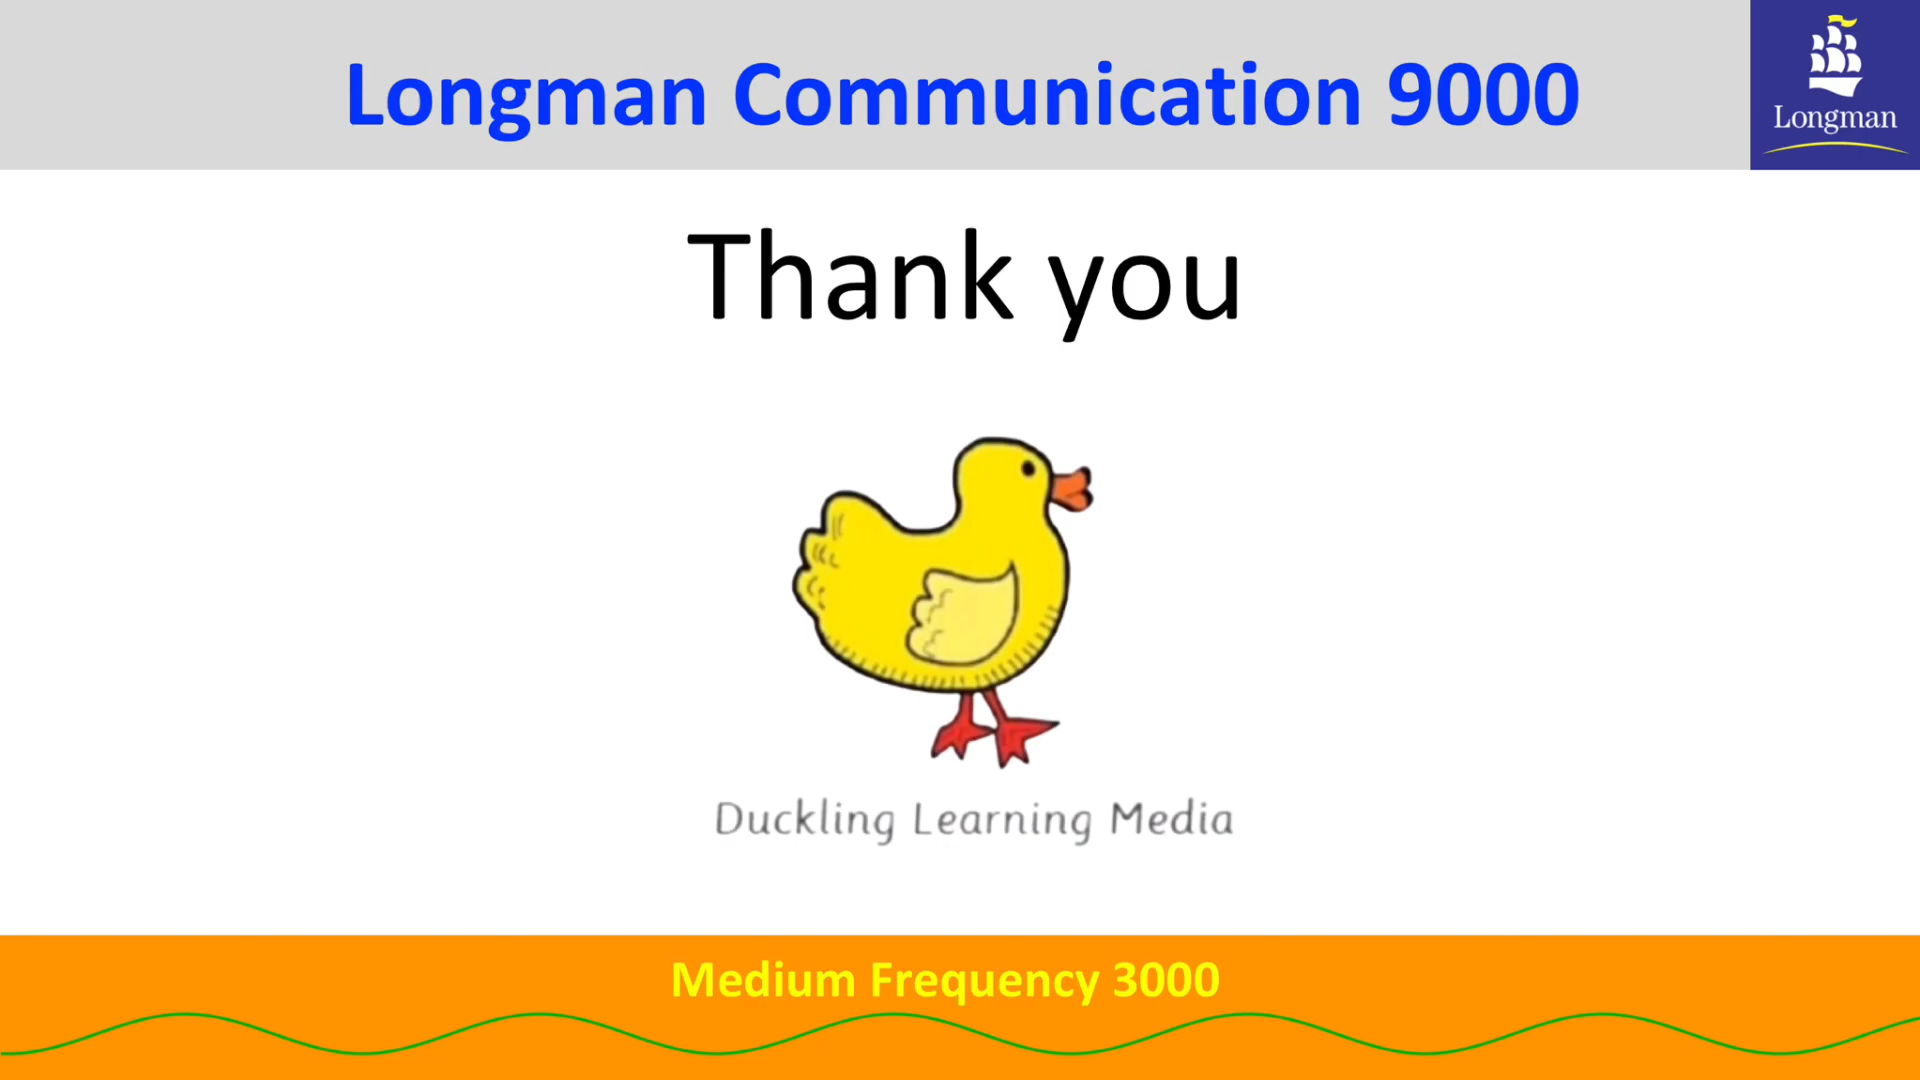 Longman Communication 9000
Longman
Thank you
Duckling Learning Media
Medium Frequency 3000